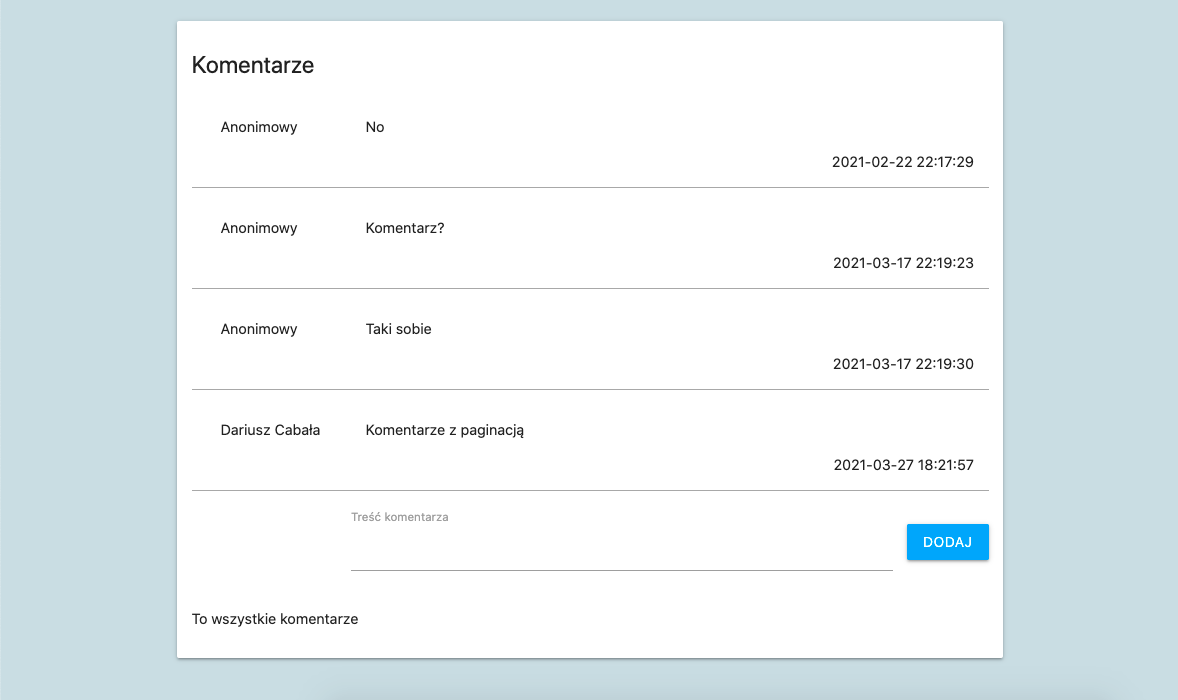 Komentarze
Anonimowy No
2021-02-22 22:17:29
Anonimowy Komentarz?
2021-03-17 22:19:23
Anonimowy Taki sobie
2021-03-17 22:19:30
Dariusz Cabała Komentarze z paginacją
2021-03-27 18:21:57
Treść komentarza
DODAJ
To wszystkie komentarze